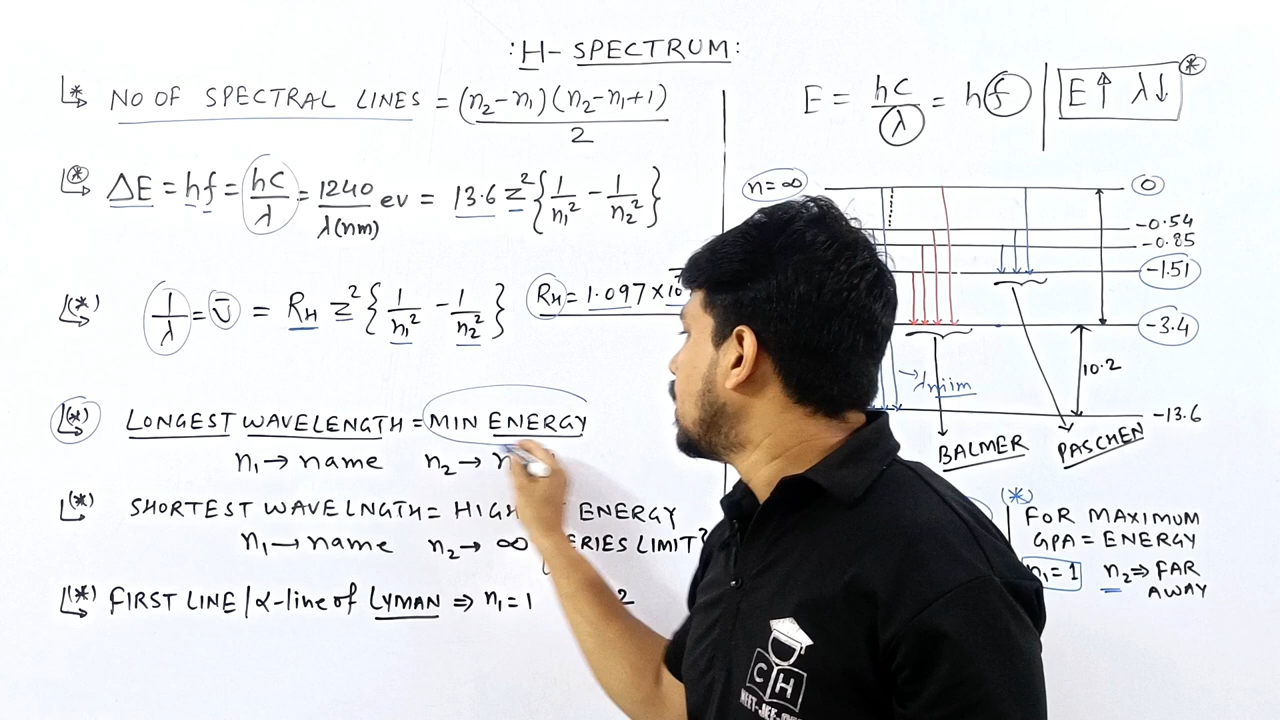 :H- SPECTRUM:
(*) NO OF SPECTRAL LINES = (n₂-n₁)(n₂-n₁+1) / 2
(*) ΔE = hf = hc/λ = 1240/λ(nm) ev = 13.6 z² {1/n₁² - 1/n₂²}
(*) 1/λ = ν̄ = R_H z² {1/n₁² - 1/n₂²} R_H = 1.097 × 10
(*) LONGEST WAVELENGTH = MIN ENERGY
n₁ → name n₂ →
(*) SHORTEST WAVELNGTH = HIGH ENERGY
n₁ → name n₂ → ∞ ERIES LIMIT}
(*) FIRST LINE / α-line of LYMAN ⇒ n₁ = 1 2
E = hc/λ = hf | E↑ λ↓ (*)
n=∞ 0
-0.54
-0.85
-1.51
-3.4
10.2
-13.6
BALMER PASCHEN
(*) FOR MAXIMUM
GPA = ENERGY
n₁ = 1 n₂ ⇒ FAR
AWAY
C H